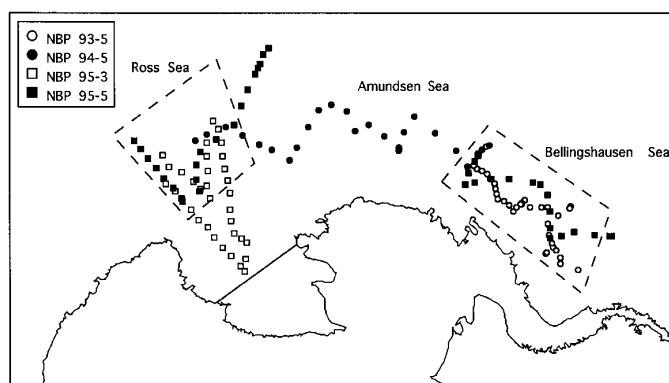 NBP 93-5
NBP 94-5
NBP 95-3
NBP 95-5
Ross Sea
Amundsen Sea
Bellingshausen Sea